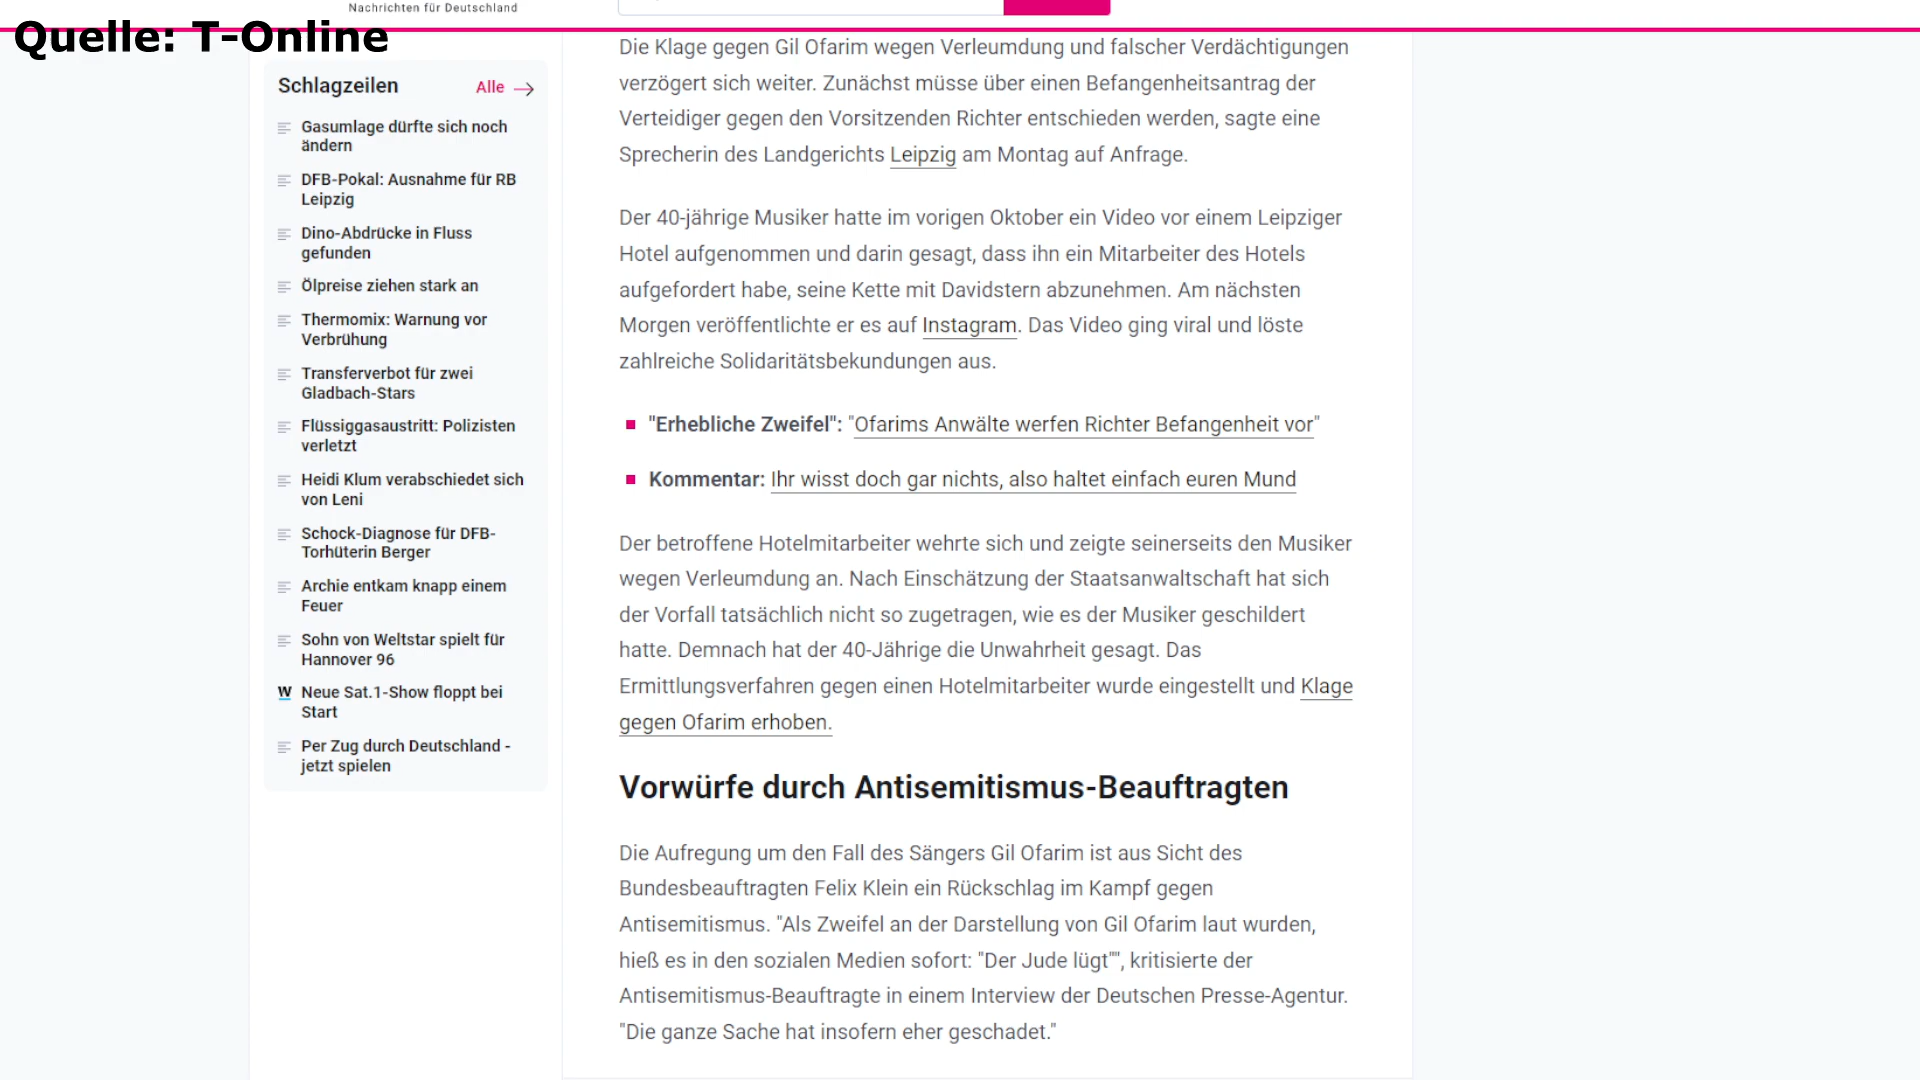 Nachrichten für Deutschland
Quelle: T-Online
Schlagzeilen
Alle
Gasumlage dürfte sich noch
ändern
DFB-Pokal: Ausnahme für RB
Leipzig
Dino-Abdrücke in Fluss
gefunden
Ölpreise ziehen stark an
Thermomix: Warnung vor
Verbrühung
Transferverbot für zwei
Gladbach-Stars
Flüssiggasaustritt: Polizisten
verletzt
Heidi Klum verabschiedet sich
von Leni
Schock-Diagnose für DFB-
Torhüterin Berger
Archie entkam knapp einem
Feuer
Sohn von Weltstar spielt für
Hannover 96
W Neue Sat.1-Show floppt bei
Start
Per Zug durch Deutschland -
jetzt spielen
Die Klage gegen Gil Ofarim wegen Verleumdung und falscher Verdächtigungen
verzögert sich weiter. Zunächst müsse über einen Befangenheitsantrag der
Verteidiger gegen den Vorsitzenden Richter entschieden werden, sagte eine
Sprecherin des Landgerichts Leipzig am Montag auf Anfrage.
Der 40-jährige Musiker hatte im vorigen Oktober ein Video vor einem Leipziger
Hotel aufgenommen und darin gesagt, dass ihn ein Mitarbeiter des Hotels
aufgefordert habe, seine Kette mit Davidstern abzunehmen. Am nächsten
Morgen veröffentlichte er es auf Instagram. Das Video ging viral und löste
zahlreiche Solidaritätsbekundungen aus.
"Erhebliche Zweifel": "Ofarims Anwälte werfen Richter Befangenheit vor"
Kommentar: Ihr wisst doch gar nichts, also haltet einfach euren Mund
Der betroffene Hotelmitarbeiter wehrte sich und zeigte seinerseits den Musiker
wegen Verleumdung an. Nach Einschätzung der Staatsanwaltschaft hat sich
der Vorfall tatsächlich nicht so zugetragen, wie es der Musiker geschildert
hatte. Demnach hat der 40-Jährige die Unwahrheit gesagt. Das
Ermittlungsverfahren gegen einen Hotelmitarbeiter wurde eingestellt und Klage
gegen Ofarim erhoben.
Vorwürfe durch Antisemitismus-Beauftragten
Die Aufregung um den Fall des Sängers Gil Ofarim ist aus Sicht des
Bundesbeauftragten Felix Klein ein Rückschlag im Kampf gegen
Antisemitismus. "Als Zweifel an der Darstellung von Gil Ofarim laut wurden,
hieß es in den sozialen Medien sofort: "Der Jude lügt"", kritisierte der
Antisemitismus-Beauftragte in einem Interview der Deutschen Presse-Agentur.
"Die ganze Sache hat insofern eher geschadet."